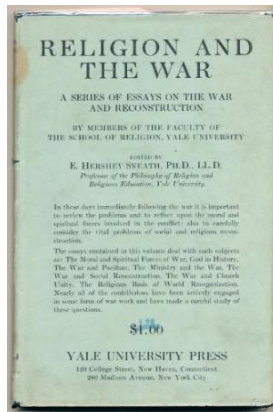 RELIGION AND
THE WAR
A SERIES OF ESSAYS ON THE WAR
AND RECONSTRUCTION
BY MEMBERS OF THE FACULTY OF
THE SCHOOL OF RELIGION, YALE UNIVERSITY
EDITED BY
E. HERSHEY SNEATH, PH.D., LL.D.
Professor of the Philosophy of Religion and
Religious Education, Yale University.
In these days immediately following the war it is important
to review the problems and to reflect upon the moral and
spiritual forces involved in the conflict; also to carefully
consider the vital problems of social and religious recon-
struction.
The essays contained in this volume deal with such subjects
as: The Moral and Spiritual Forces of War, God in History,
The War and Pacifism; The Ministry and the War, The
War and Social Reconstruction, The War and Church
Unity, The Religious Basis of World Reorganization.
Nearly all of the contributors have been actively engaged
in some form of war work and have made a careful study of
these questions.
$1.00
YALE UNIVERSITY PRESS
120 College Street, New Haven, Connecticut
280 Madison Avenue, New York City